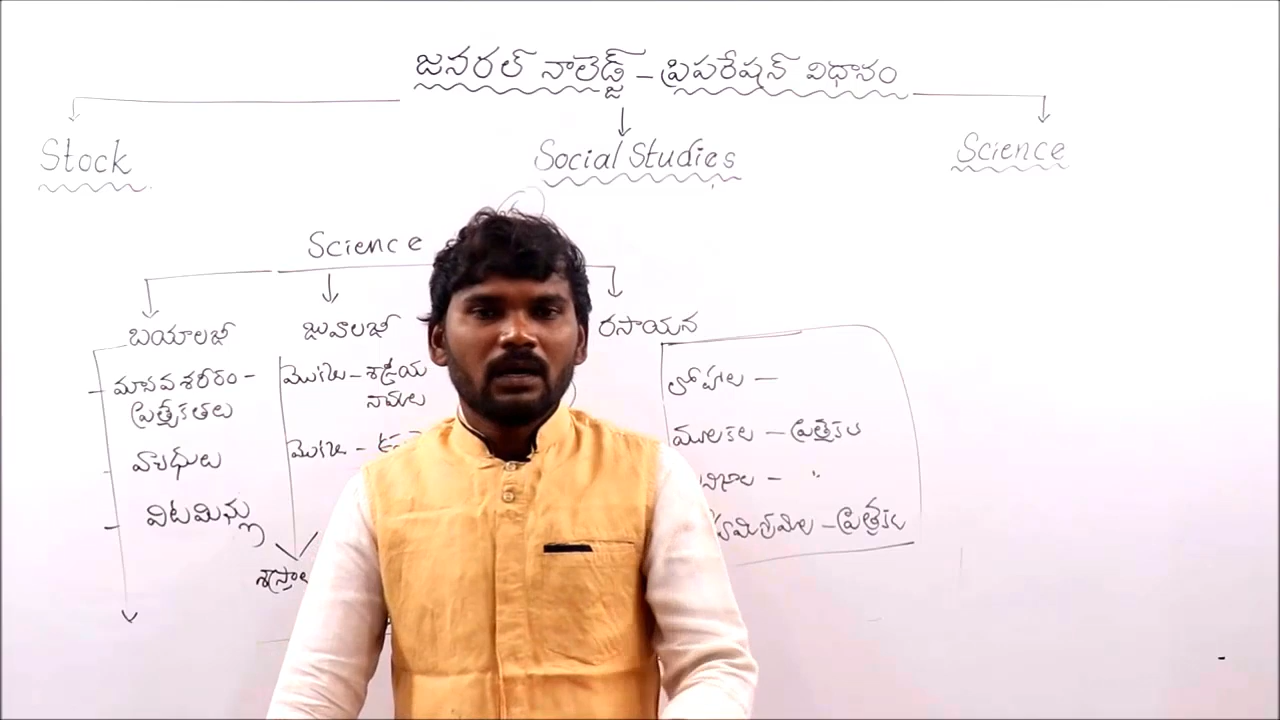 జనరల్ నాలెడ్జ్ - ప్రిపరేషన్ విధానం
Stock
Social Studies
Science
Science
బయాలజీ
జువాలజీ
రసాయన
మానవశరీరం -
ప్రత్యేకతలు
వ్యాధులు
విటమిన్లు
మొక్కలు - శాస్త్రీయ
నామాలు
లోహాలు -
మూలకాల - ప్రత్యేకత